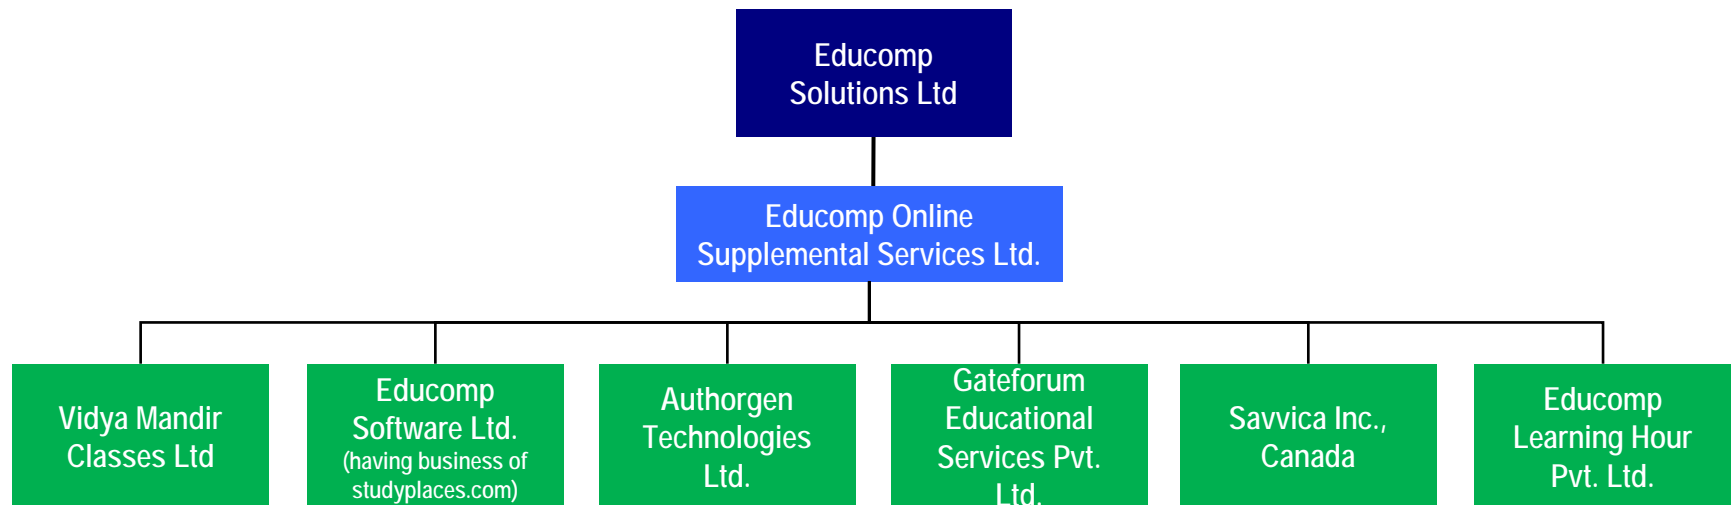 Educomp
Solutions Ltd
Educomp Online
Supplemental Services Ltd.
Vidya Mandir
Classes Ltd
Educomp
Software Ltd.
(having business of
studyplaces.com)
Authorgen
Technologies
Ltd.
Gateforum
Educational
Services Pvt.
Ltd.
Savvica Inc.,
Canada
Educomp
Learning Hour
Pvt. Ltd.